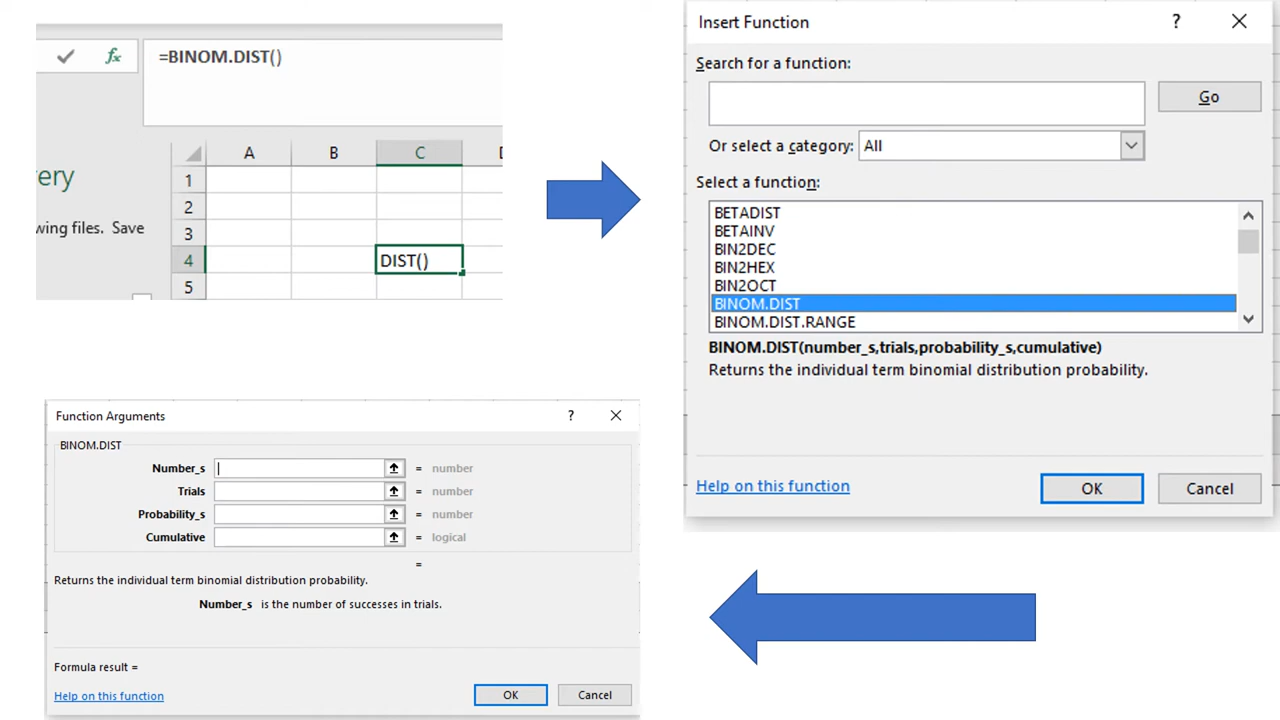 =BINOM.DIST()
A B C
ery
1
2
wing files. Save
3
4 DIST()
5
Insert Function
?
Search for a function:
Go
Or select a category: All
Select a function:
BETADIST
BETAINV
BIN2DEC
BIN2HEX
BIN2OCT
BINOM.DIST
BINOM.DIST.RANGE
BINOM.DIST(number_s,trials,probability_s,cumulative)
Returns the individual term binomial distribution probability.
Help on this function
OK
Cancel
Function Arguments
?
BINOM.DIST
Number_s = number
Trials = number
Probability_s = number
Cumulative = logical
=
Returns the individual term binomial distribution probability.
Number_s is the number of successes in trials.
Formula result =
Help on this function
OK
Cancel